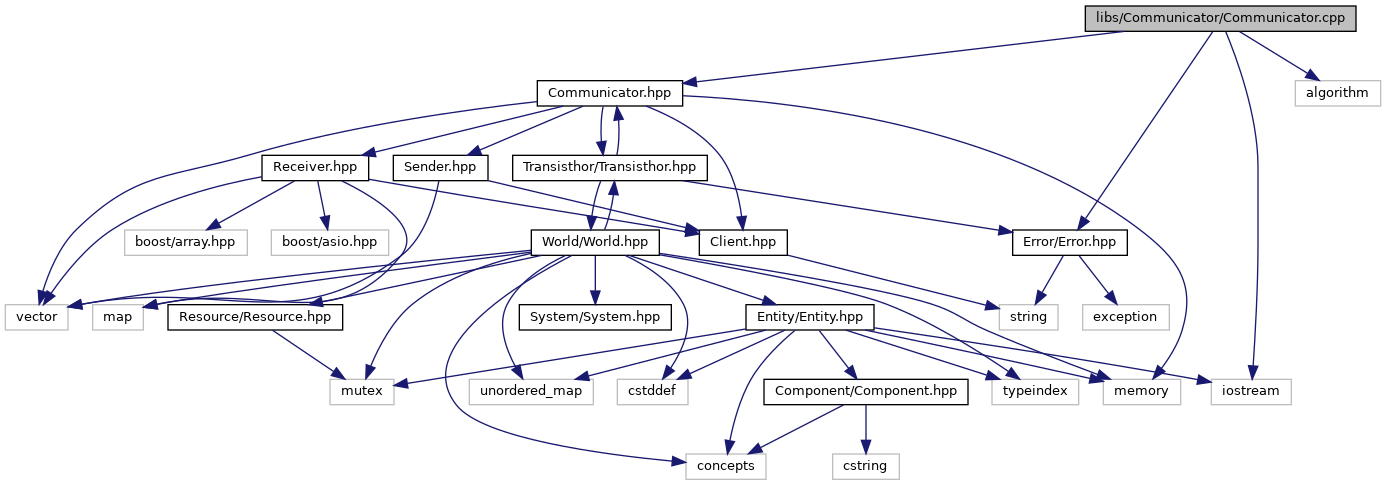 libs/Communicator/Communicator.cpp
Communicator.hpp
algorithm
Receiver.hpp
Sender.hpp
Transisthor/Transisthor.hpp
boost/array.hpp
boost/asio.hpp
World/World.hpp
Client.hpp
Error/Error.hpp
vector
map
Resource/Resource.hpp
System/System.hpp
Entity/Entity.hpp
string
exception
mutex
unordered_map
cstddef
Component/Component.hpp
typeindex
memory
iostream
concepts
cstring